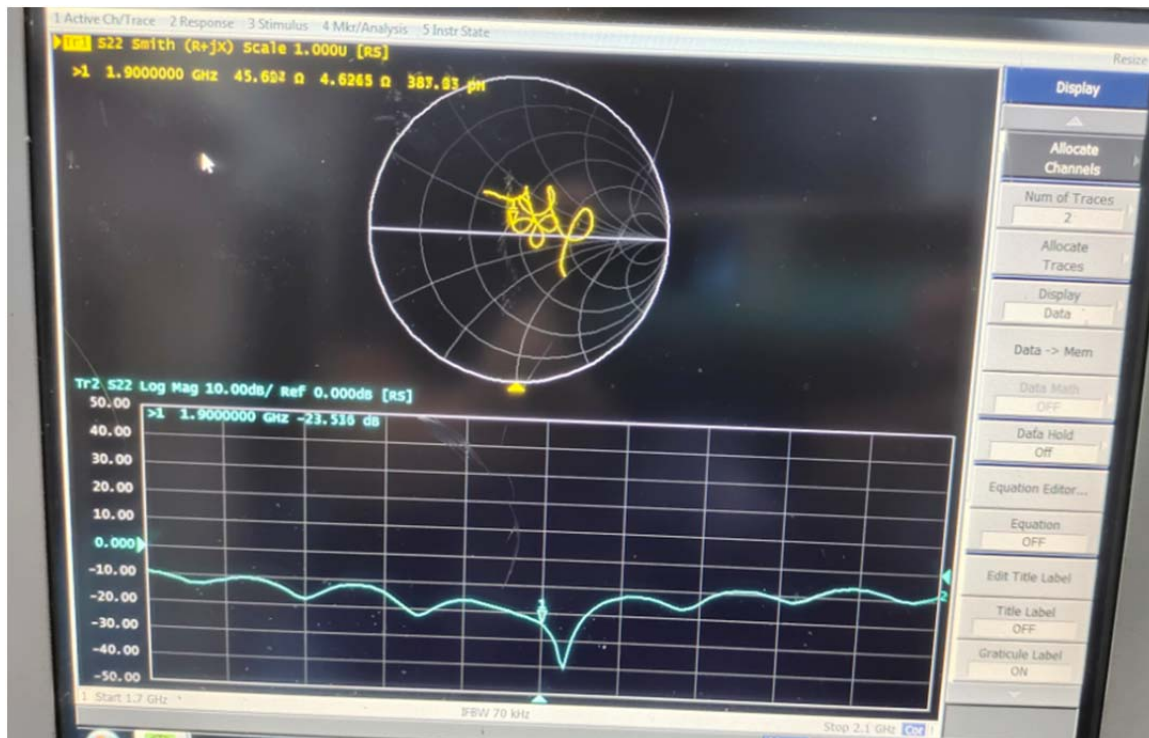 1 Active Ch/Trace 2 Response 3 Stimulus 4 Mkr/Analysis 5 Instr State
Resize
Tr1 S22 Smith (R+jX) Scale 1.000U [RS]
>1 1.9000000 GHz 4.6265 Ω
Display
Allocate
Channels
Num of Traces
2
Allocate
Traces
Display
Data
Data -> Mem
Data Math
OFF
Data Hold
Off
Equation Editor...
Equation
OFF
Edit Title Label
Title Label
OFF
Graticule Label
ON
Tr2 S22 Log Mag 10.00dB/ Ref 0.000dB [RS]
>1 1.9000000 GHz -23.516 dB
50.00
40.00
30.00
20.00
10.00
0.000
-10.00
-20.00
-30.00
-40.00
-50.00
2
1 Start 1.7 GHz
IFBW 70 kHz
Stop 2.1 GHz Cor !